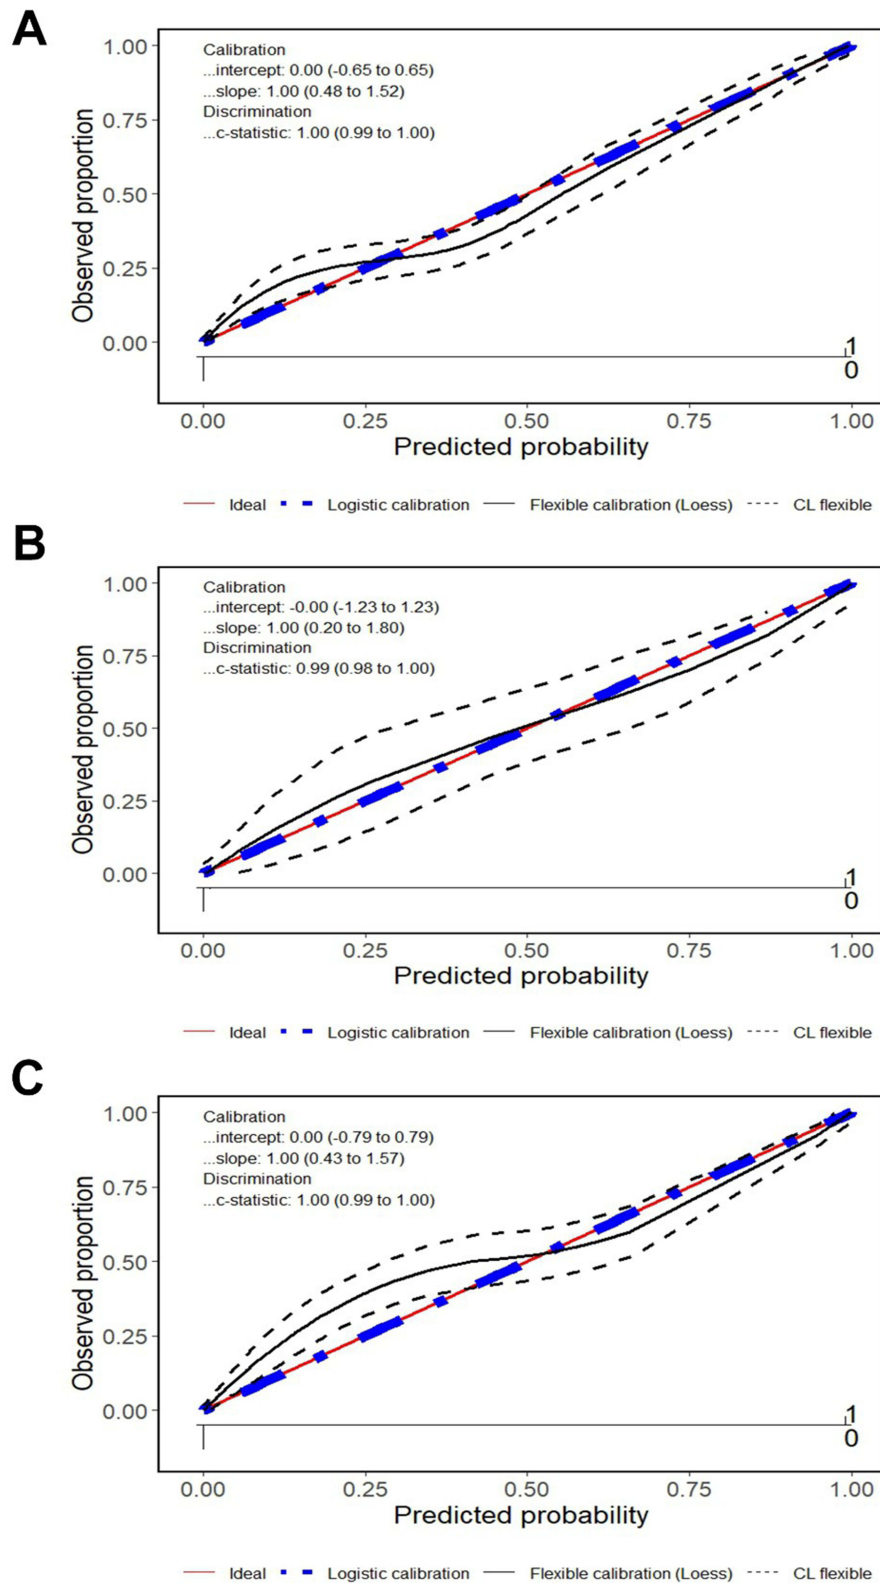 A
1.00
0.75
0.50
0.25
0.00
Observed proportion
Calibration
...intercept: 0.00 (-0.65 to 0.65)
...slope: 1.00 (0.48 to 1.52)
Discrimination
...c-statistic: 1.00 (0.99 to 1.00)
1
0
0.00 0.25 0.50 0.75 1.00
Predicted probability
Ideal Logistic calibration Flexible calibration (Loess) CL flexible
B
1.00
0.75
0.50
0.25
0.00
Observed proportion
Calibration
...intercept: -0.00 (-1.23 to 1.23)
...slope: 1.00 (0.20 to 1.80)
Discrimination
...c-statistic: 0.99 (0.98 to 1.00)
1
0
0.00 0.25 0.50 0.75 1.00
Predicted probability
Ideal Logistic calibration Flexible calibration (Loess) CL flexible
C
1.00
0.75
0.50
0.25
0.00
Observed proportion
Calibration
...intercept: 0.00 (-0.79 to 0.79)
...slope: 1.00 (0.43 to 1.57)
Discrimination
...c-statistic: 1.00 (0.99 to 1.00)
1
0
0.00 0.25 0.50 0.75 1.00
Predicted probability
Ideal Logistic calibration Flexible calibration (Loess) CL flexible